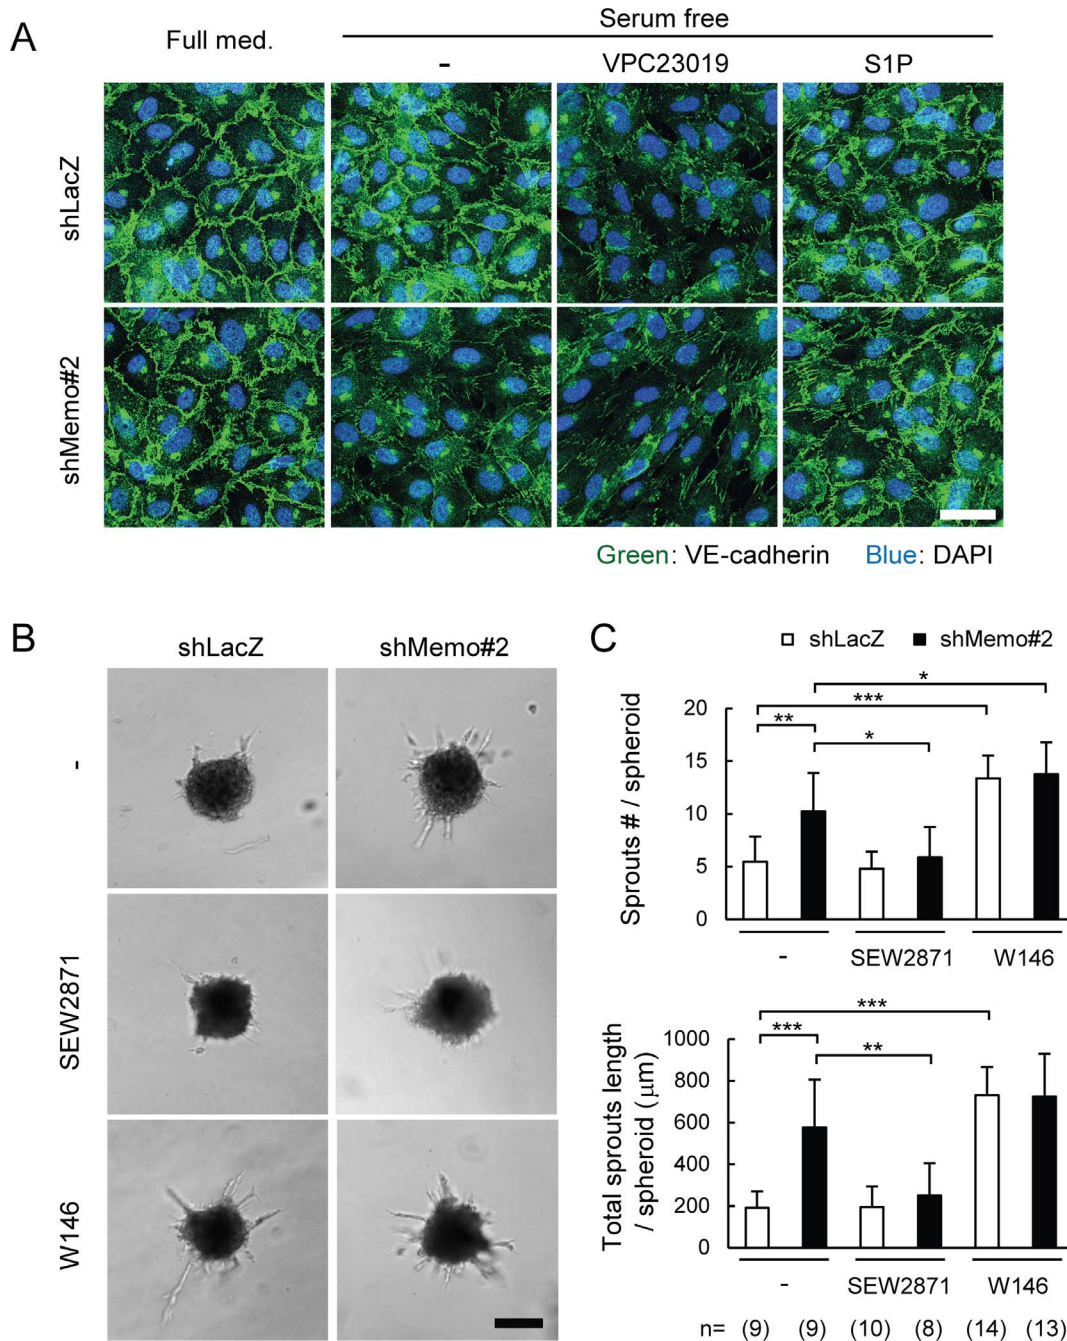 A
Full med.
Serum free
-
VPC23019
S1P
shLacZ
shMemo#2
Green: VE-cadherin Blue: DAPI
B
shLacZ
shMemo#2
-
SEW2871
W146
C
shLacZ
shMemo#2
*
***
**
*
Sprouts # / spheroid
20
15
10
5
0
-
SEW2871
W146
***
***
**
Total sprouts length
/ spheroid (µm)
1000
800
600
400
200
0
-
SEW2871
W146
n= (9) (9) (10) (8) (14) (13)